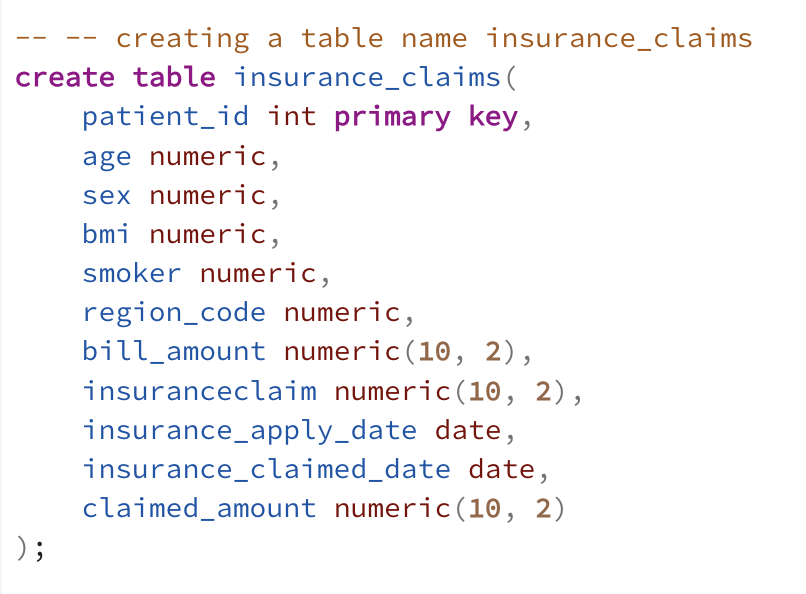 -- -- creating a table name insurance_claims
create table insurance_claims(
    patient_id int primary key,
    age numeric,
    sex numeric,
    bmi numeric,
    smoker numeric,
    region_code numeric,
    bill_amount numeric(10, 2),
    insuranceclaim numeric(10, 2),
    insurance_apply_date date,
    insurance_claimed_date date,
    claimed_amount numeric(10, 2)
);